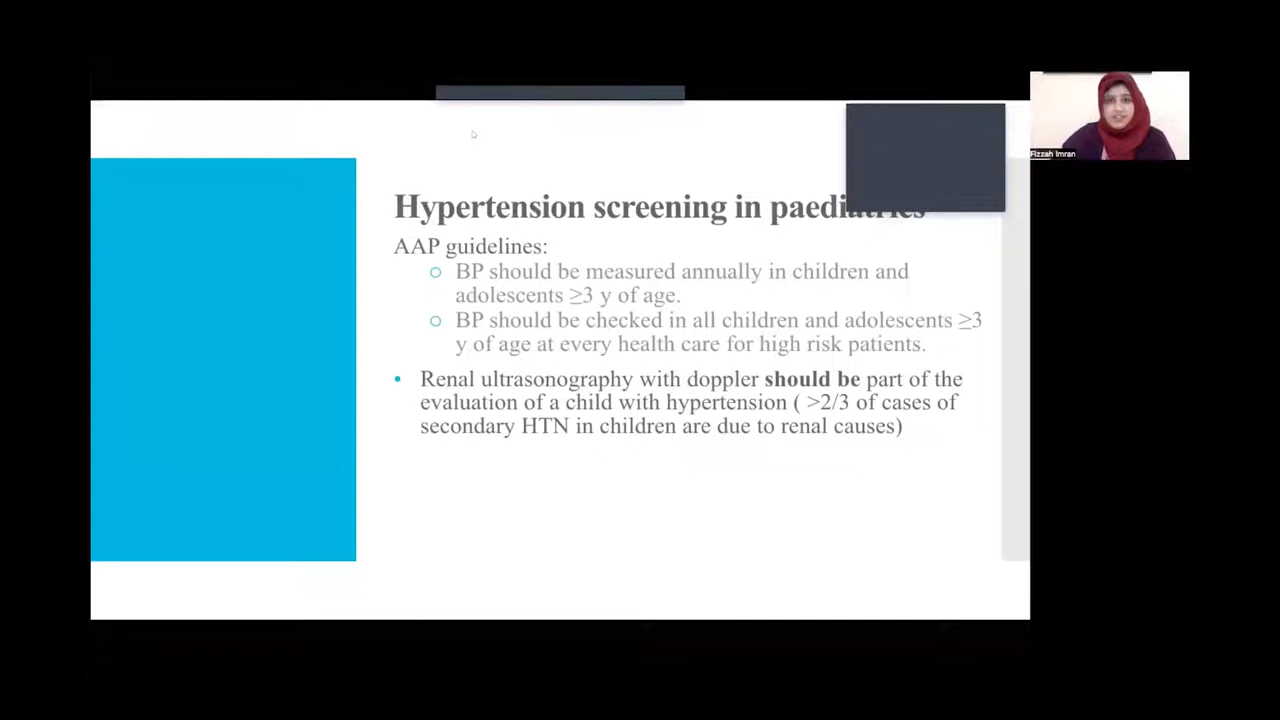 Fizzah Imran
Hypertension screening in paediatrics
AAP guidelines:
○ BP should be measured annually in children and
adolescents ≥3 y of age.
○ BP should be checked in all children and adolescents ≥3
y of age at every health care for high risk patients.
• Renal ultrasonography with doppler should be part of the
evaluation of a child with hypertension ( >2/3 of cases of
secondary HTN in children are due to renal causes)